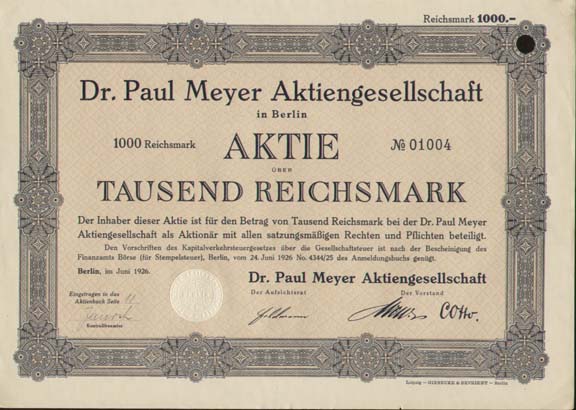 Reichsmark 1000.–
Dr. Paul Meyer Aktiengesellschaft
in Berlin
1000 Reichsmark
AKTIE
№ 01004
ÜBER
TAUSEND REICHSMARK
Der Inhaber dieser Aktie ist für den Betrag von Tausend Reichsmark bei der Dr. Paul Meyer
Aktiengesellschaft als Aktionär mit allen satzungsmäßigen Rechten und Pflichten beteiligt.
Den Vorschriften des Kapitalverkehrsteuergesetzes über die Gesellschaftsteuer ist nach der Bescheinigung des
Finanzamts Börse (für Stempelsteuer), Berlin, vom 24. Juni 1926 No. 4344/25 des Anmeldungsbuchs genügt.
Berlin, im Juni 1926.
Dr. Paul Meyer Aktiengesellschaft
Der Aufsichtsrat
Der Vorstand
Eingetragen in das
Aktienbuch Seite 11
Kontrollbeamter
COtto.
Leipzig — GIESECKE & DEVRIENT — Berlin